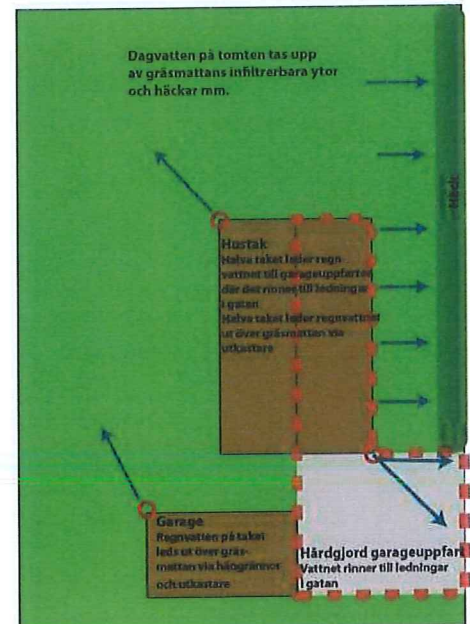 Dagvatten på tomten tas upp
av gräsmattans infiltrerbara ytor
och häckar mm.
Häck
Hustak
Halva taket leder regn
vattnet till garageuppfarten
där det rinner till ledningar
i gatan
Halva taket leder regnvattnet
ut över gräsmattan via
utkastare
Garage
Regnvatten på taket
leds ut över gräs-
mattan via hängrännor
och utkastare
Hårdgjord garageuppfart
Vattnet rinner till ledningar
i gatan